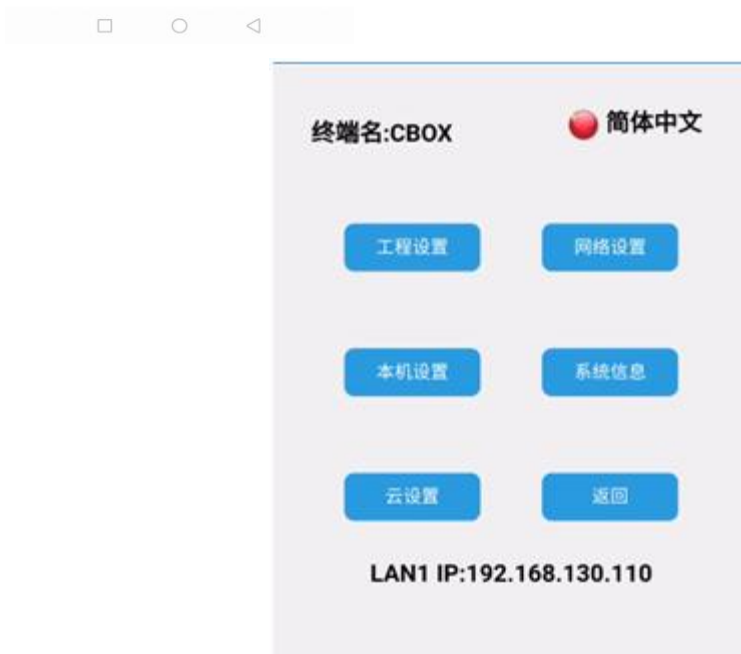 终端名:CBOX
简体中文
工程设置
网络设置
本机设置
系统信息
云设置
返回
LAN1 IP:192.168.130.110